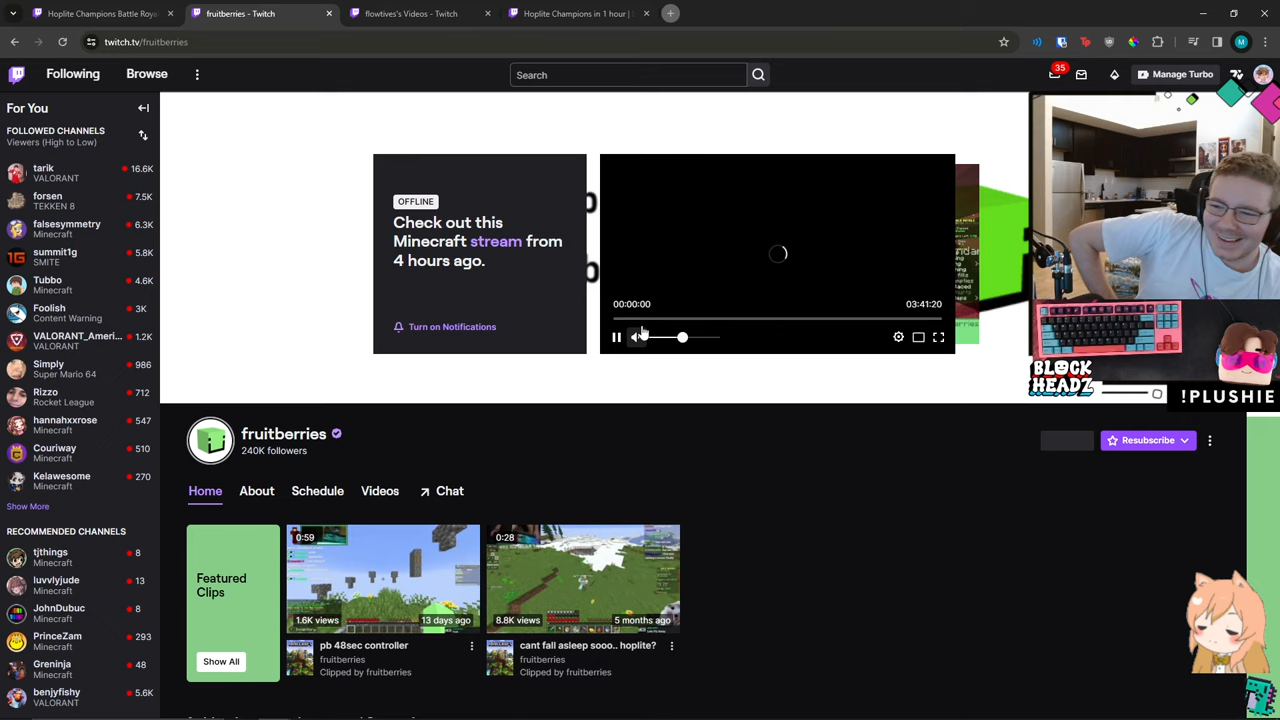 Hoplite Champions Battle Roya
fruitberries - Twitch
flowtives's Videos - Twitch
Hoplite Champions in 1 hour |
twitch.tv/fruitberries
M
Following
Browse
Search
35
Manage Turbo
For You
FOLLOWED CHANNELS
Viewers (High to Low)
tarik
16.6K
VALORANT
forsen
7.5K
TEKKEN 8
falsesymmetry
6.3K
Minecraft
summit1g
5.8K
SMITE
Tubbo
4.6K
Minecraft
Foolish
3K
Content Warning
VALORANT_Ameri...
1.2K
VALORANT
Simply
986
Super Mario 64
Rizzo
712
Rocket League
hannahxxrose
547
Minecraft
Couriway
510
Minecraft
Kelawesome
270
Minecraft
Show More
RECOMMENDED CHANNELS
tjthings
8
Minecraft
luvvlyjude
13
Minecraft
JohnDubuc
8
Minecraft
PrinceZam
293
Minecraft
Greninja
48
Minecraft
benjyfishy
5.6K
VALORANT
OFFLINE
Check out this
Minecraft stream from
4 hours ago.
Turn on Notifications
00:00:00
03:41:20
BLOCK
HEADZ
!PLUSHIE
fruitberries
240K followers
Resubscribe
Home
About
Schedule
Videos
Chat
Featured
Clips
Show All
0:59
1.6K views
13 days ago
pb 48sec controller
fruitberries
Clipped by fruitberries
0:28
8.8K views
5 months ago
cant fall asleep sooo.. hoplite?
fruitberries
Clipped by fruitberries